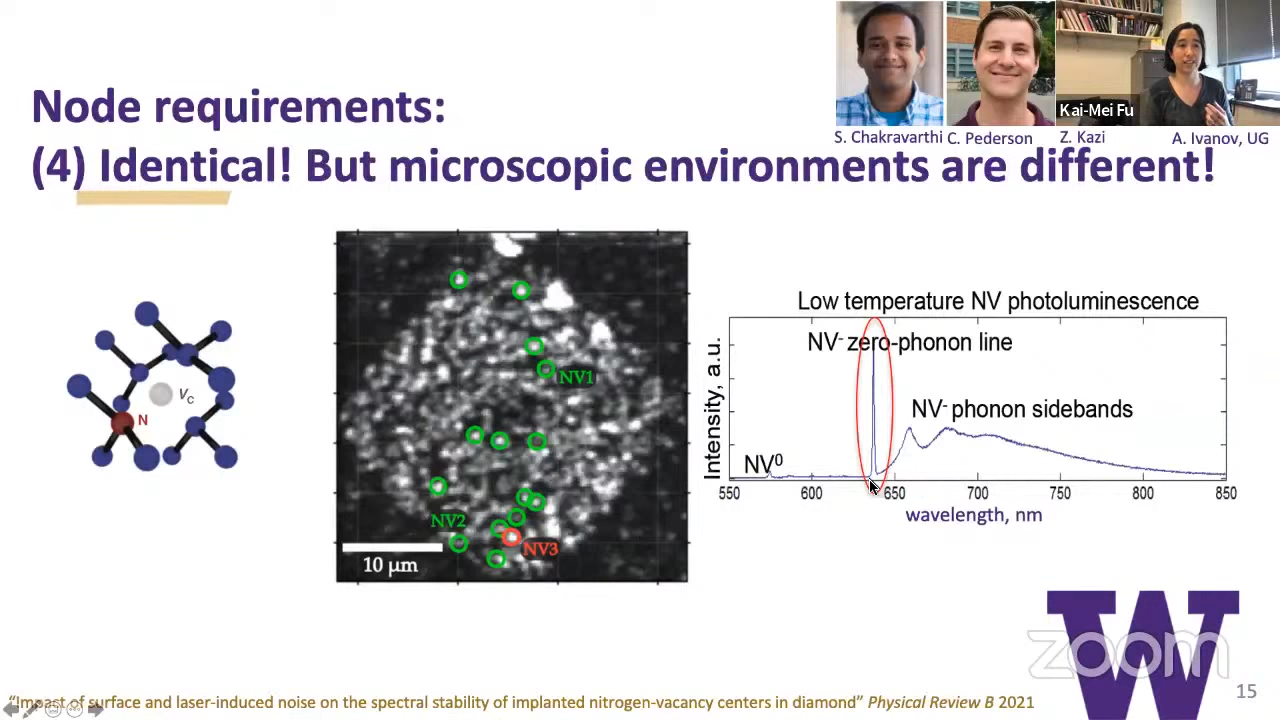 Kai-Mei Fu
S. Chakravarthi C. Pederson Z. Kazi A. Ivanov, UG
Node requirements:
(4) Identical! But microscopic environments are different!
N
VC
NV1
NV2
NV3
10 μm
Low temperature NV photoluminescence
NV- zero-phonon line
NV- phonon sidebands
NV0
Intensity, a.u.
550 600 650 700 750 800 850
wavelength, nm
W
zoom
15
“Impact of surface and laser-induced noise on the spectral stability of implanted nitrogen-vacancy centers in diamond” Physical Review B 2021